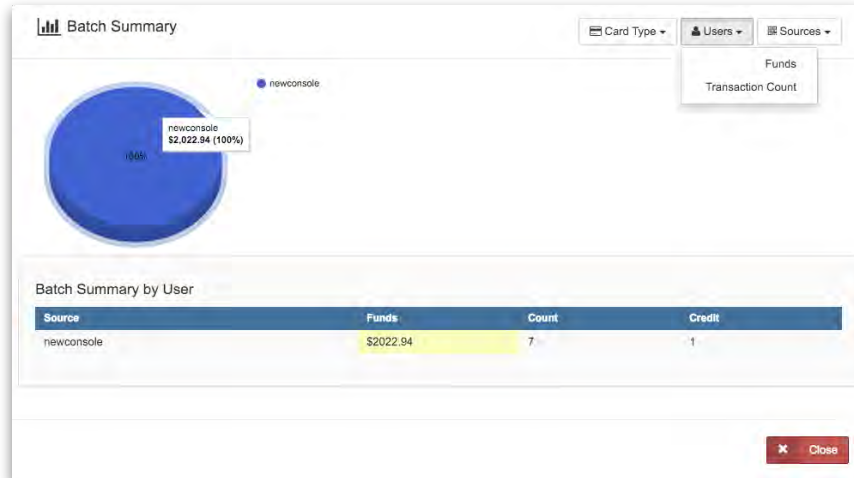 Batch Summary
Card Type
Users
Sources
Funds
Transaction Count
newconsole
newconsole
$2,022.94 (100%)
100%
Batch Summary by User
Source Funds Count Credit
newconsole $2022.94 7 1
Close